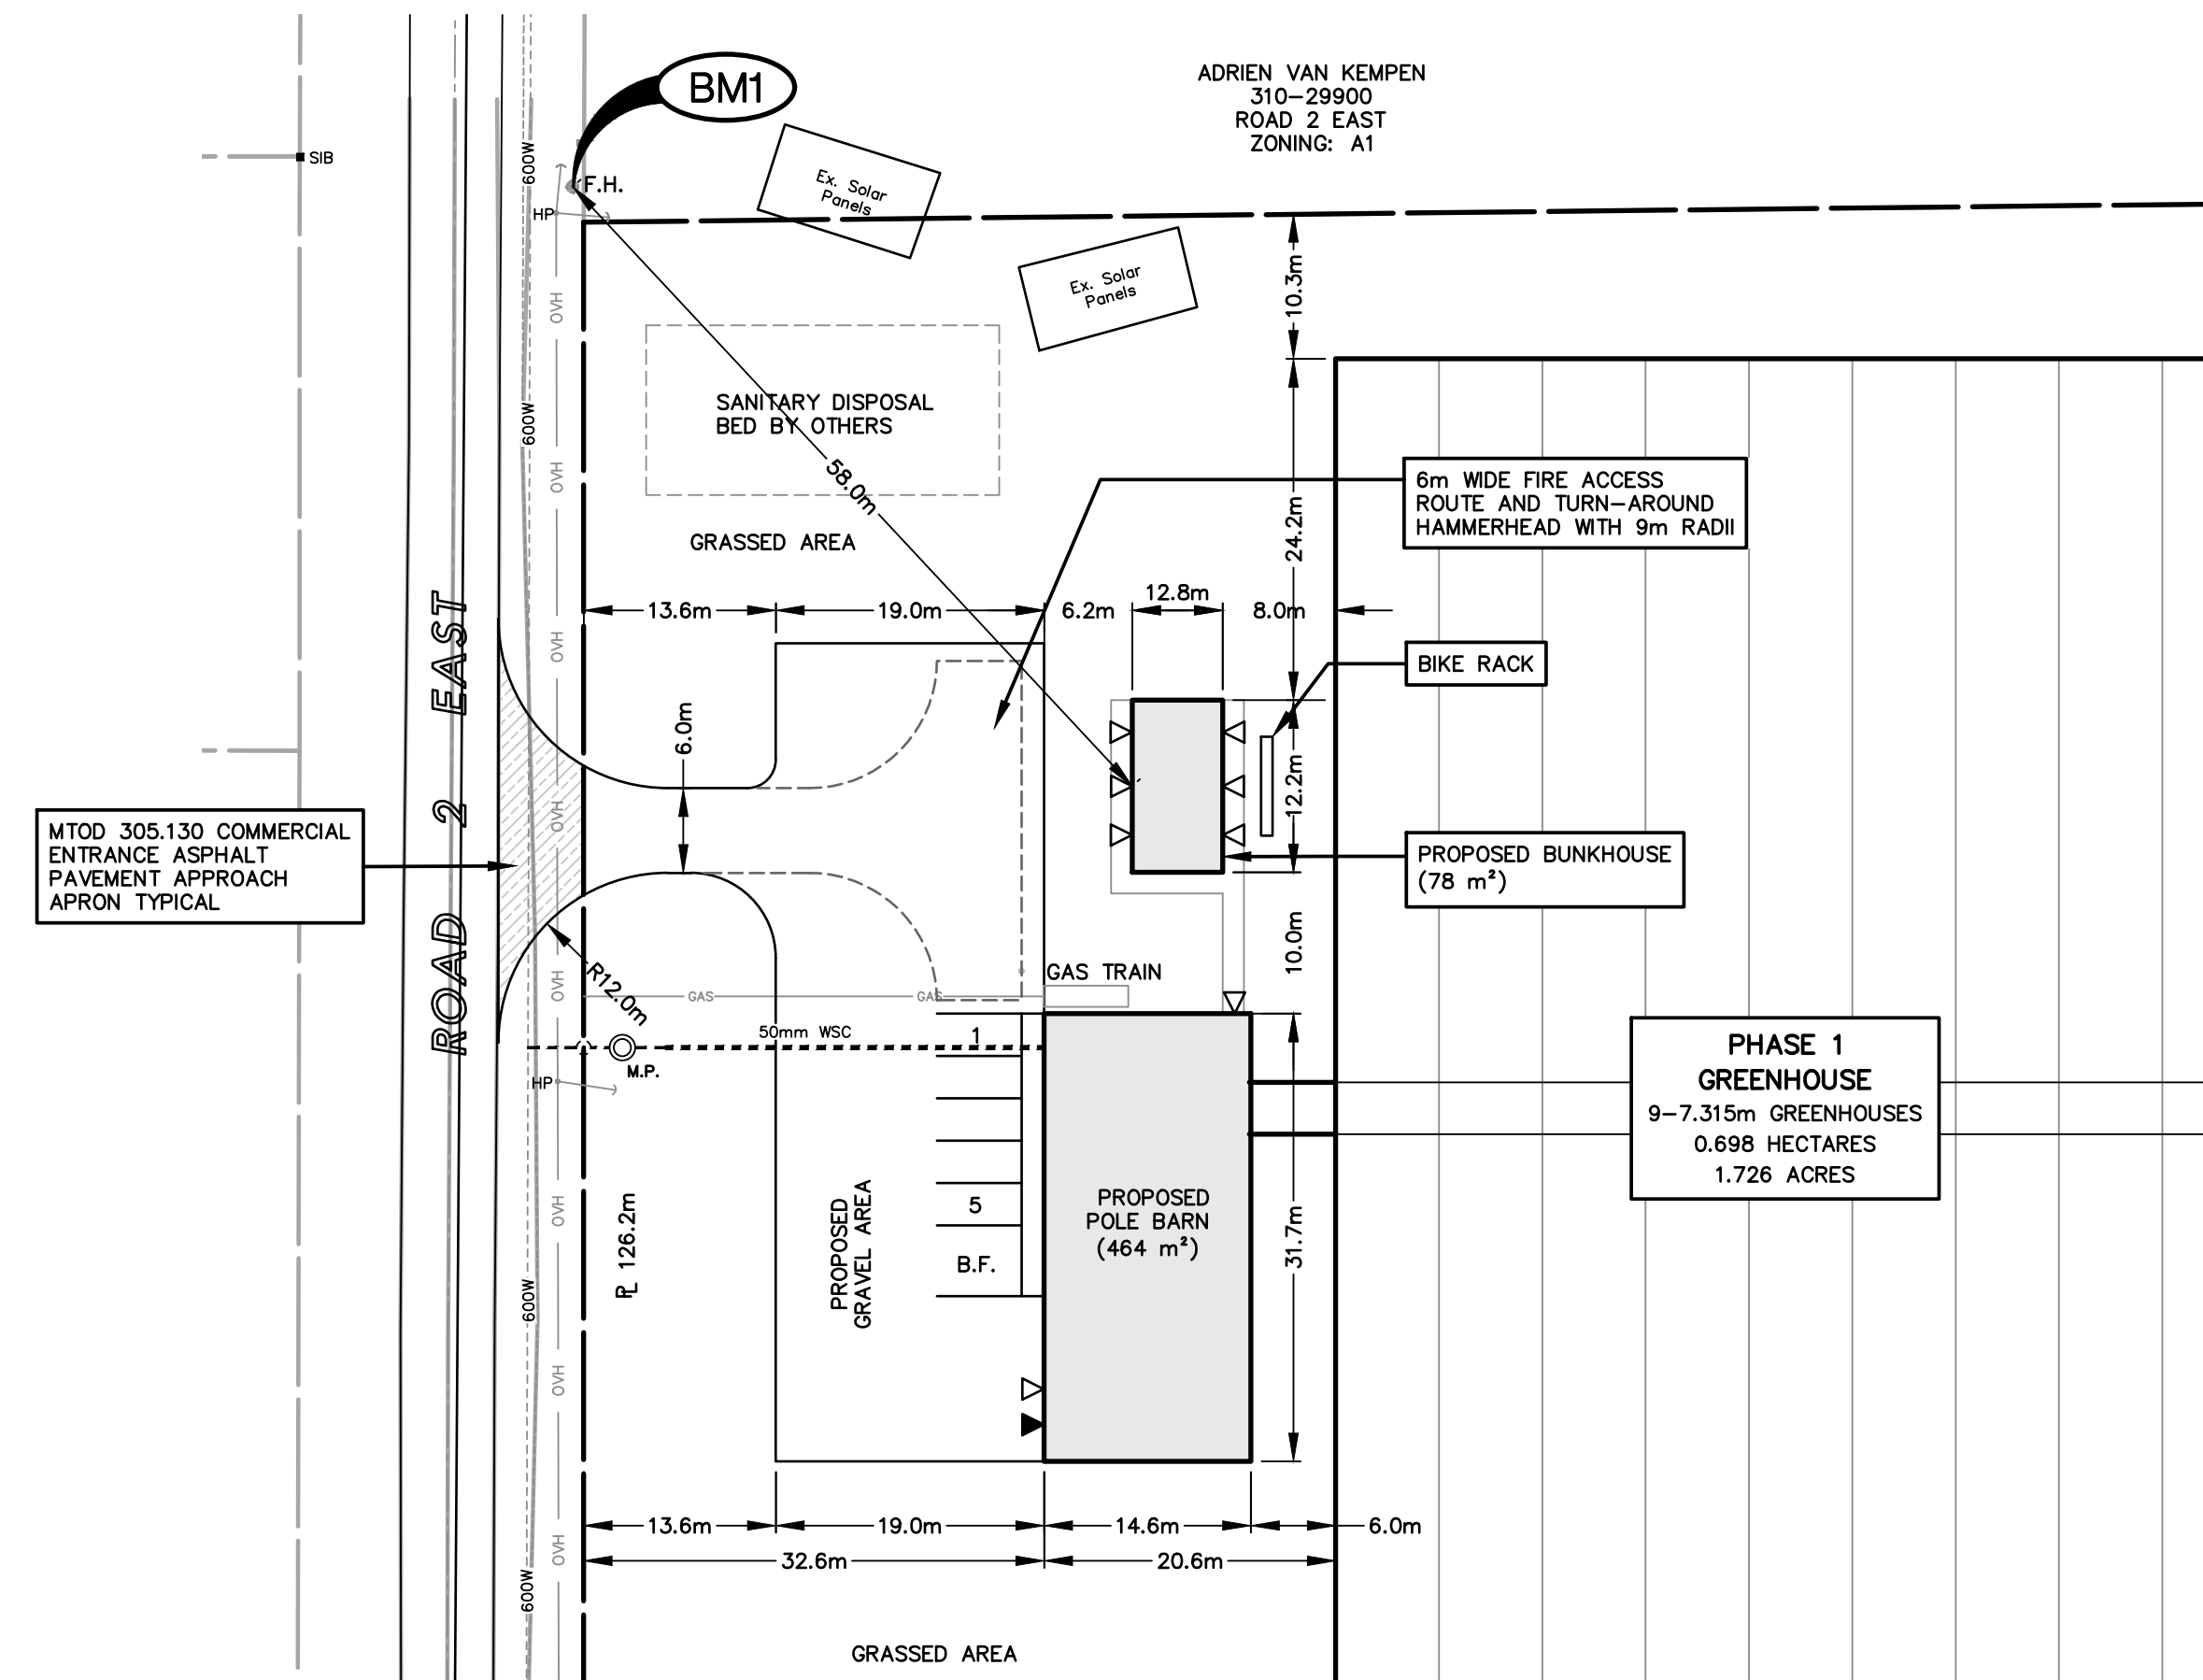 BM1
ADRIEN VAN KEMPEN
310-29900
ROAD 2 EAST
ZONING: A1
SIB
600W
F.H.
HP
Ex. Solar
Panels
Ex. Solar
Panels
10.3m
OVH
SANITARY DISPOSAL
BED BY OTHERS
600W
OVH
58.0m
6m WIDE FIRE ACCESS
ROUTE AND TURN-AROUND
HAMMERHEAD WITH 9m RADII
24.2m
GRASSED AREA
12.8m
13.6m
19.0m
6.2m
8.0m
OVH
BIKE RACK
6.0m
ROAD 2 EAST
12.2m
OVH
MTOD 305.130 COMMERCIAL
ENTRANCE ASPHALT
PAVEMENT APPROACH
APRON TYPICAL
PROPOSED BUNKHOUSE
(78 m²)
10.0m
R12.0m
GAS TRAIN
OVH
GAS
GAS
50mm WSC
1
M.P.
HP
PHASE 1
GREENHOUSE
9-7.315m GREENHOUSES
0.698 HECTARES
1.726 ACRES
OVH
PL 126.2m
PROPOSED
GRAVEL AREA
5
B.F.
PROPOSED
POLE BARN
(464 m²)
31.7m
600W
OVH
13.6m
19.0m
14.6m
6.0m
OVH
32.6m
20.6m
600W
GRASSED AREA